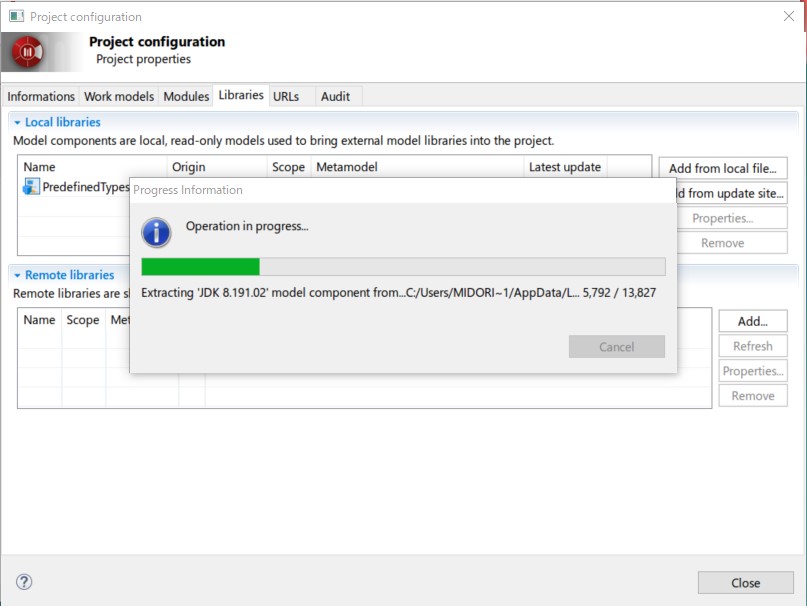 Project configuration
Project configuration
Project properties
Informations Work models Modules Libraries URLs Audit
Local libraries
Model components are local, read-only models used to bring external model libraries into the project.
Name Origin Scope Metamodel Latest update
Add from local file...
PredefinedTypes
d from update site...
Properties...
Remove
Progress Information
Operation in progress...
Extracting 'JDK 8.191.02' model component from...C:/Users/MIDORI~1/AppData/L... 5,792 / 13,827
Cancel
Remote libraries
Remote libraries are s
Name Scope Met
Add...
Refresh
Properties...
Remove
?
Close